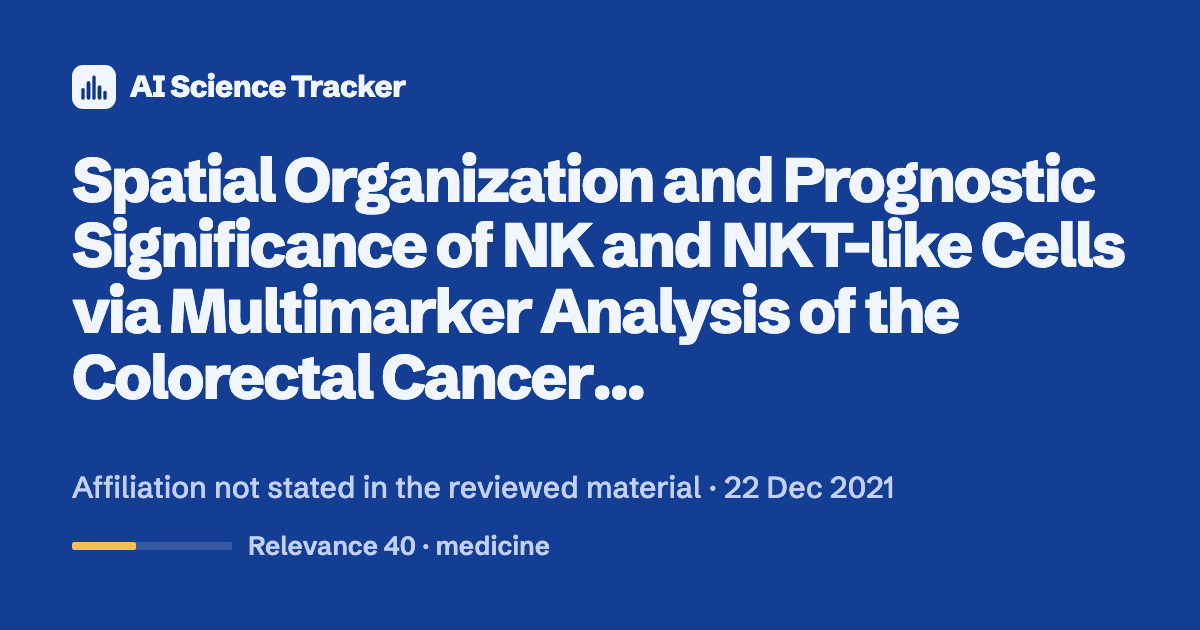 AI Science Tracker
Spatial Organization and Prognostic
Significance of NK and NKT-like Cells
via Multimarker Analysis of the
Colorectal Cancer...
Affiliation not stated in the reviewed material · 22 Dec 2021
Relevance 40 · medicine